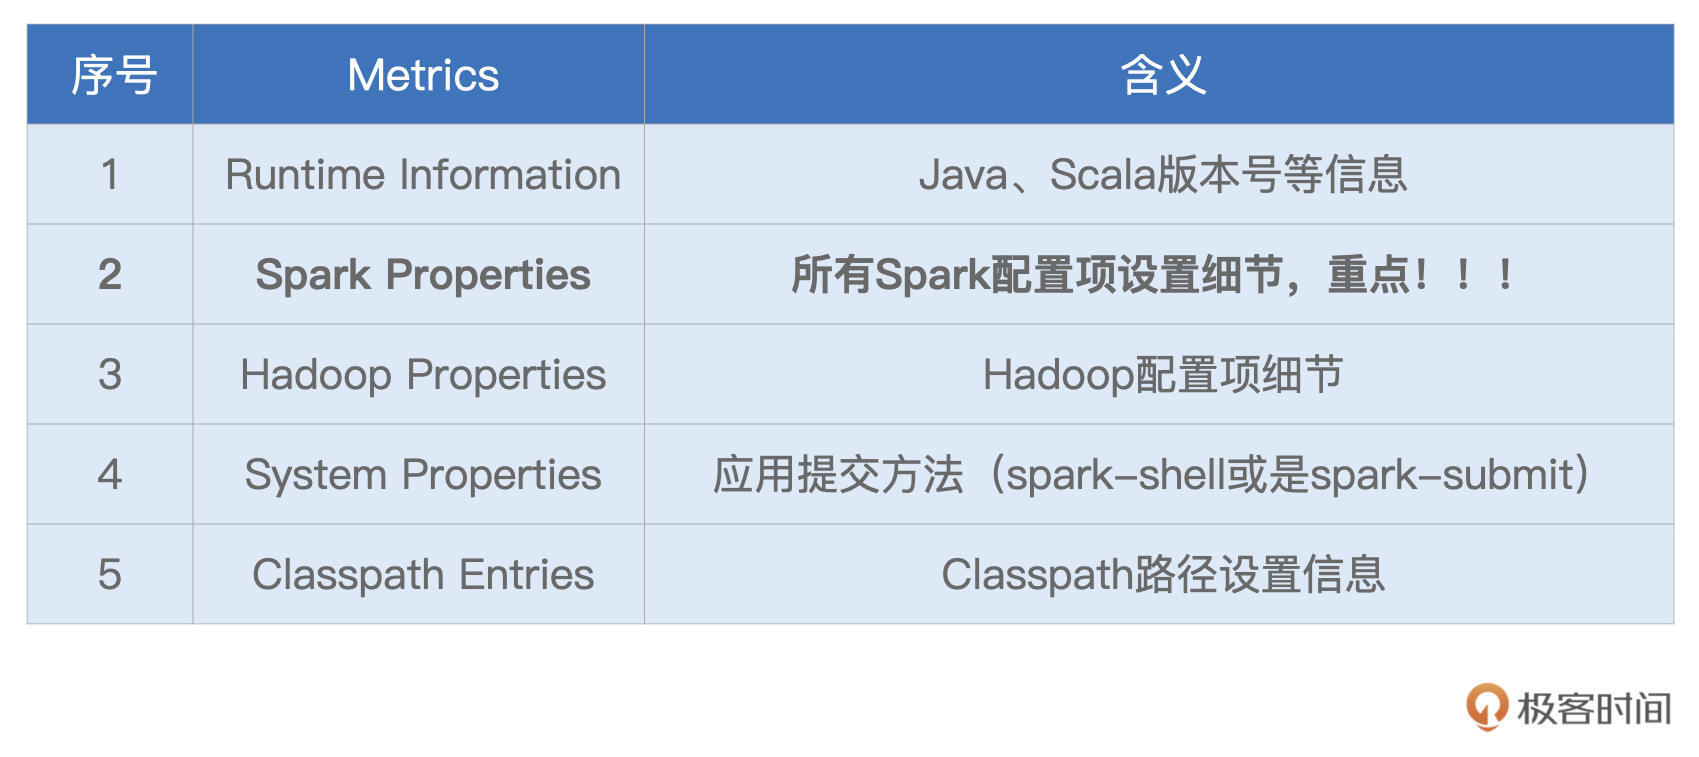 序号 Metrics 含义
1 Runtime Information Java、Scala版本号等信息
2 Spark Properties 所有Spark配置项设置细节，重点！！！
3 Hadoop Properties Hadoop配置项细节
4 System Properties 应用提交方法（spark-shell或是spark-submit）
5 Classpath Entries Classpath路径设置信息
极客时间